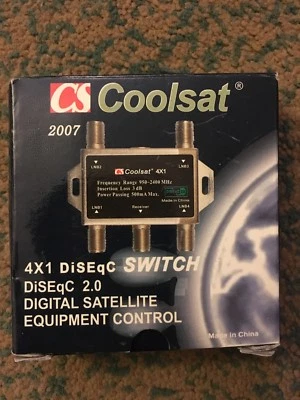 CS Coolsat®
2007
LNB2 LNB3
CS Coolsat® 4X1
Frequency Range 950-2400 MHz
Insertion Loss 3 dB
Power Passing 500mA Max.
Made in China
LNB1 Receiver LNB4
4X1 DiSEqC SWITCH
DiSEqC 2.0
DIGITAL SATELLITE
EQUIPMENT CONTROL
Made in China